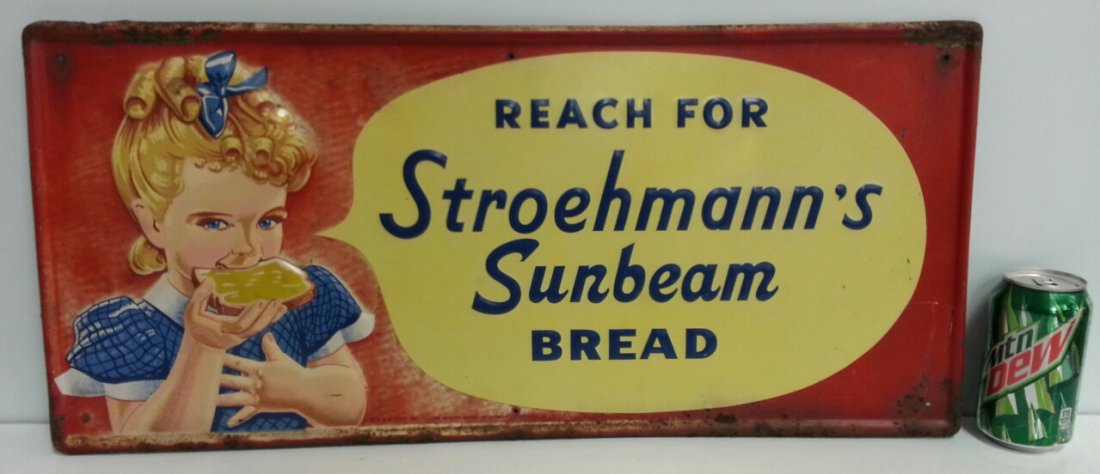 REACH FOR
Stroehmann's
Sunbeam
BREAD
Mtn
DEW